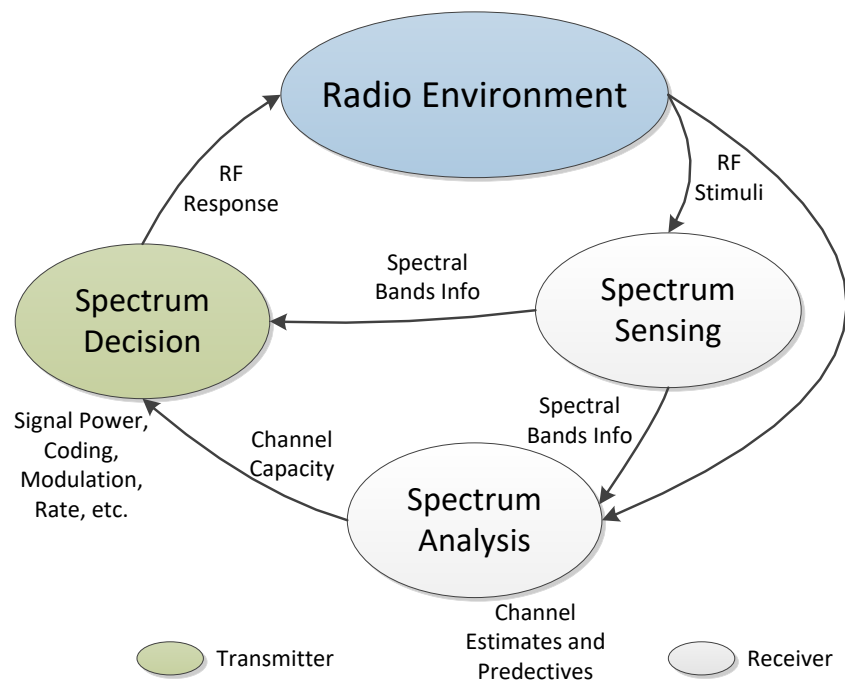 Radio Environment
RF
Response
RF
Stimuli
Spectral
Bands Info
Spectrum
Decision
Spectrum
Sensing
Signal Power,
Coding,
Modulation,
Rate, etc.
Channel
Capacity
Spectral
Bands Info
Spectrum
Analysis
Channel
Estimates and
Predectives
Transmitter
Receiver